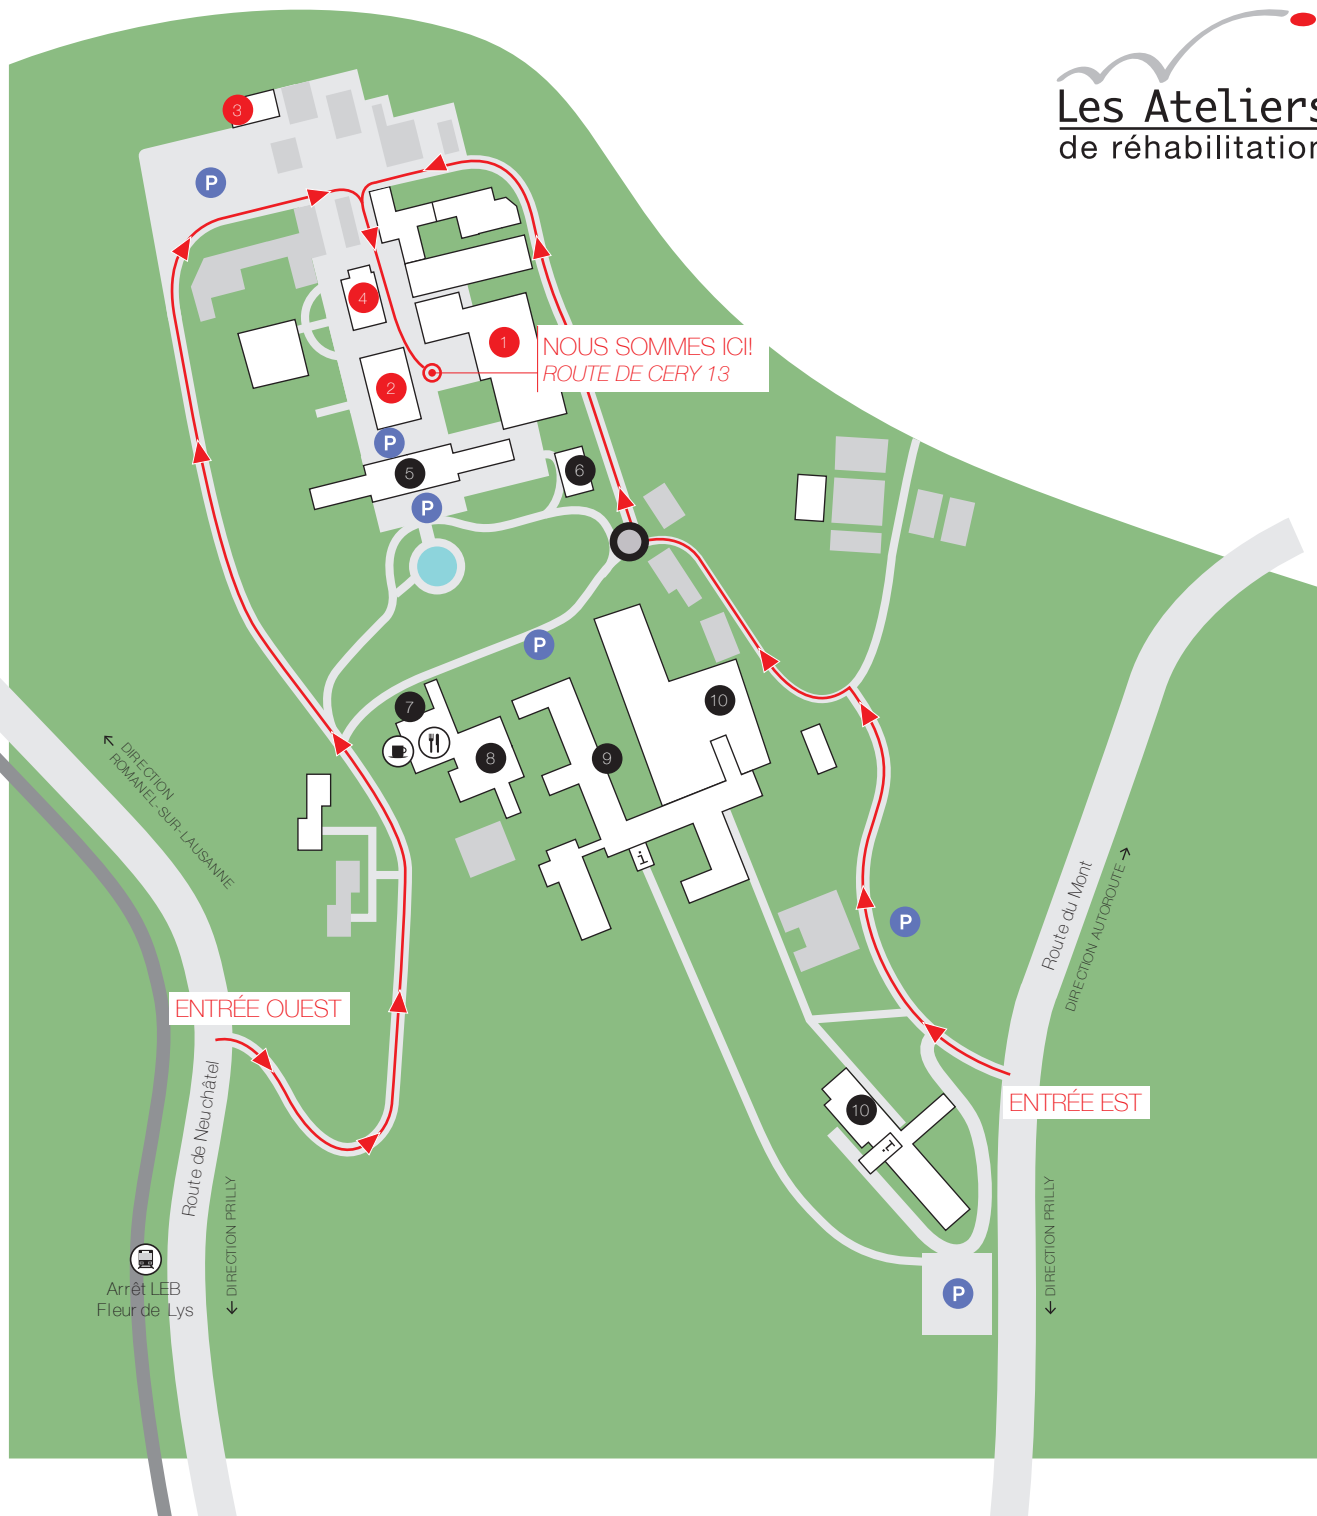 Les Ateliers
de réhabilitation
3
P
4
1
NOUS SOMMES ICI!
ROUTE DE CERY 13
2
P
5
6
P
P
7
8
9
10
← DIRECTION
ROMANEL-SUR-LAUSANNE
i
Route du Mont
DIRECTION AUTOROUTE →
P
ENTRÉE OUEST
Route de Neuchâtel
ENTRÉE EST
10
i
← DIRECTION PRILLY
← DIRECTION PRILLY
Arrêt LEB
Fleur de Lys
P